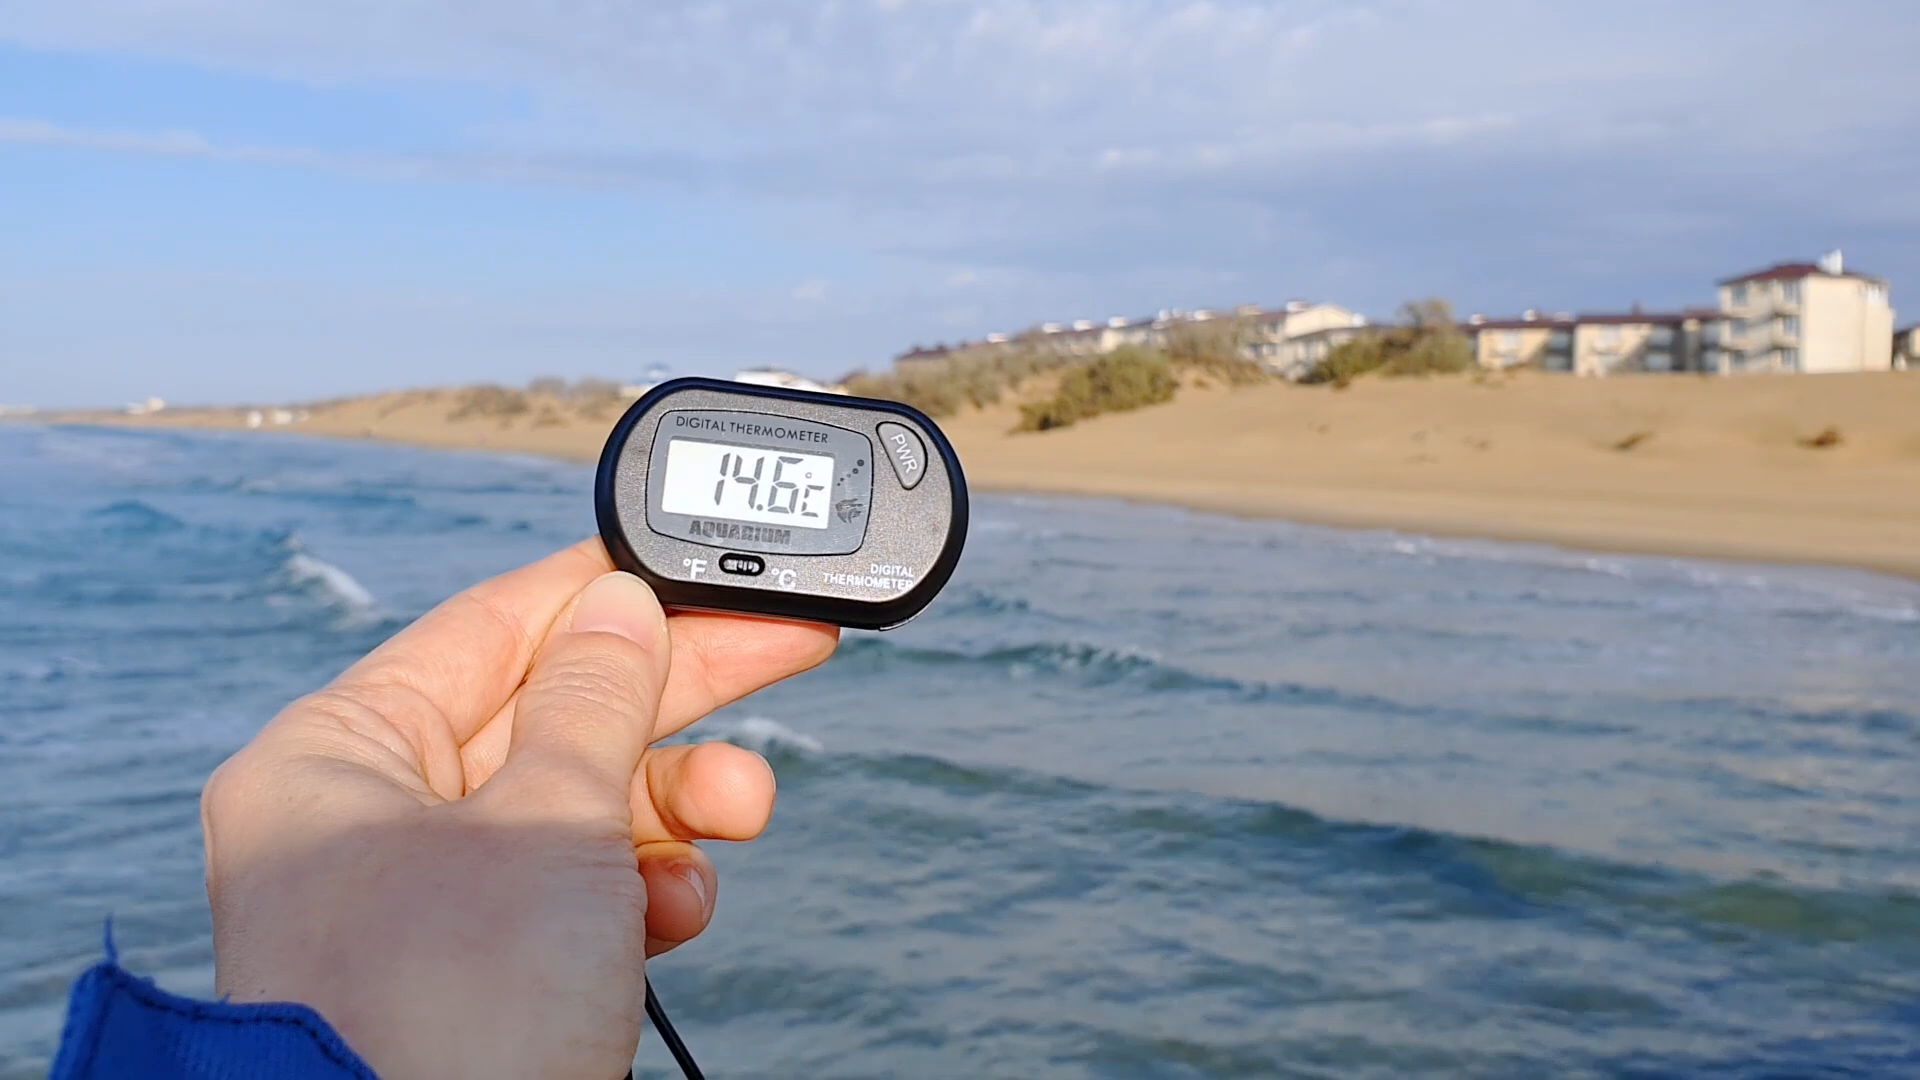 DIGITAL THERMOMETER
PWR
14.6°C
AQUARIUM
°F °C
DIGITAL
THERMOMETER